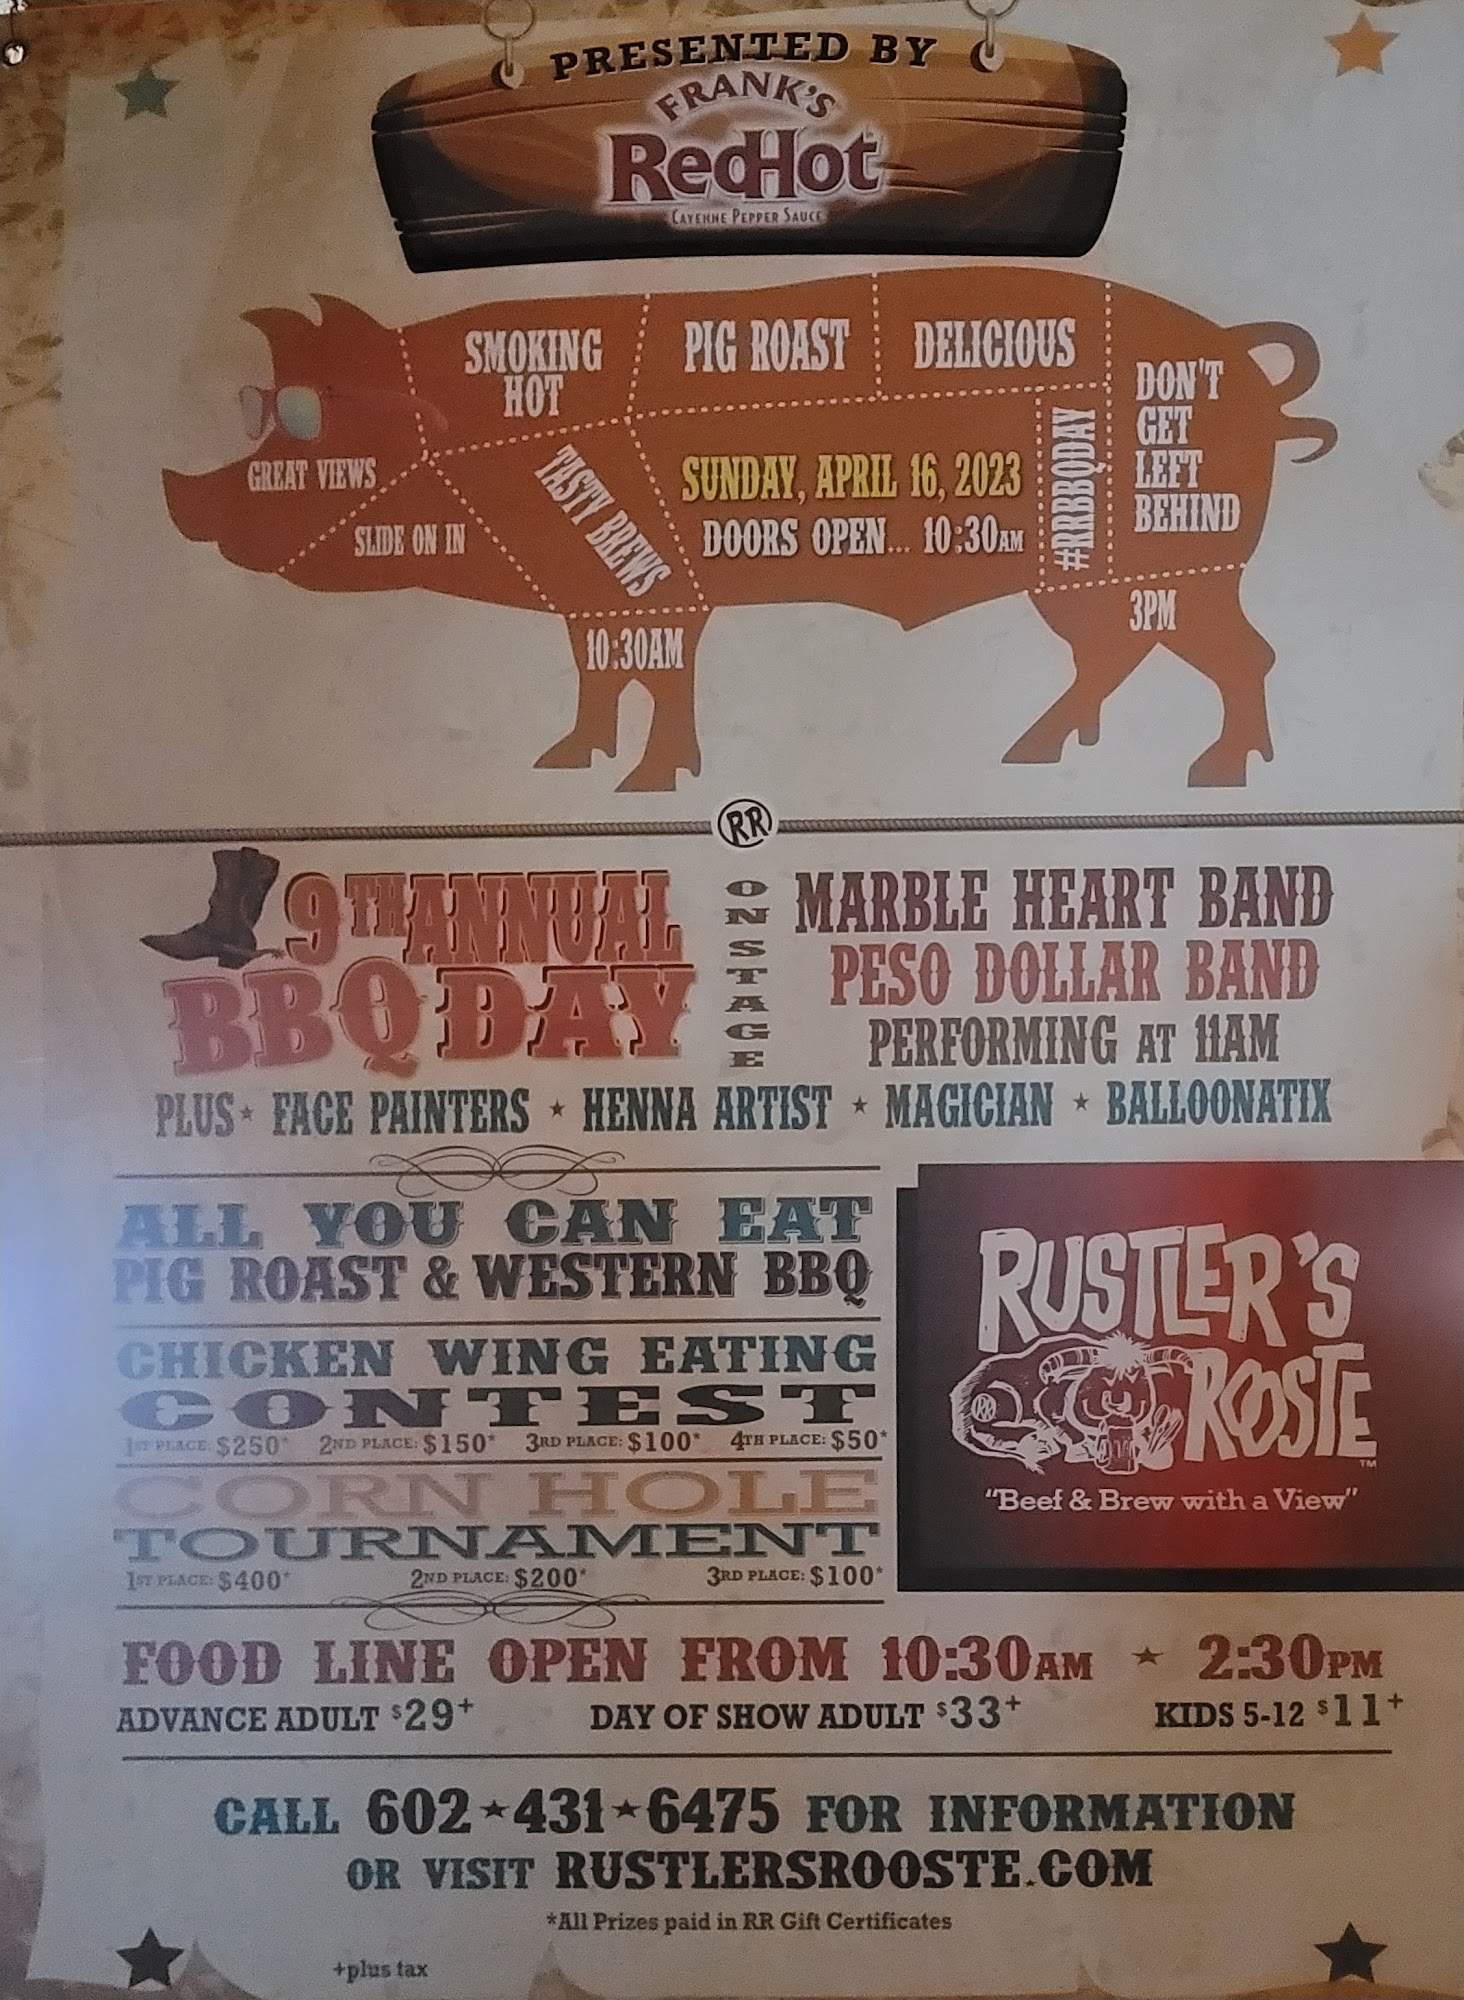 PRESENTED BY
FRANK'S
RedHot
CAYENNE PEPPER SAUCE
SMOKING
HOT
PIG ROAST
DELICIOUS
DON'T
GET
LEFT
BEHIND
GREAT VIEWS
SLIDE ON IN
TASTY BREWS
SUNDAY, APRIL 16, 2023
DOORS OPEN... 10:30AM
#RRBBQDAY
10:30AM
3PM
RR
9TH ANNUAL
BBQ DAY
ONSTAGE
MARBLE HEART BAND
PESO DOLLAR BAND
PERFORMING AT 11AM
PLUS ★ FACE PAINTERS ★ HENNA ARTIST ★ MAGICIAN ★ BALLOONATIX
ALL YOU CAN EAT
PIG ROAST & WESTERN BBQ
CHICKEN WING EATING
CONTEST
1ST PLACE: $250* 2ND PLACE: $150* 3RD PLACE: $100* 4TH PLACE: $50*
CORN HOLE
TOURNAMENT
1ST PLACE: $400* 2ND PLACE: $200* 3RD PLACE: $100*
RUSTLER'S
RR
ROOSTE™
"Beef & Brew with a View"
FOOD LINE OPEN FROM 10:30AM ★ 2:30PM
ADVANCE ADULT $29+ DAY OF SHOW ADULT $33+ KIDS 5-12 $11+
CALL 602★431★6475 FOR INFORMATION
OR VISIT RUSTLERSROOSTE.COM
*All Prizes paid in RR Gift Certificates
+plus tax